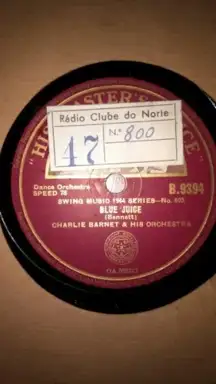 "HIS MASTER'S VOICE"
Rádio Clube do Norte
47
N.º 800
Dance Orchestra
SPEED 78
B.9394
SWING MUSIC 1944 SERIES—No.
BLUE JUICE
(Bennett)
CHARLIE BARNET & HIS ORCHESTRA